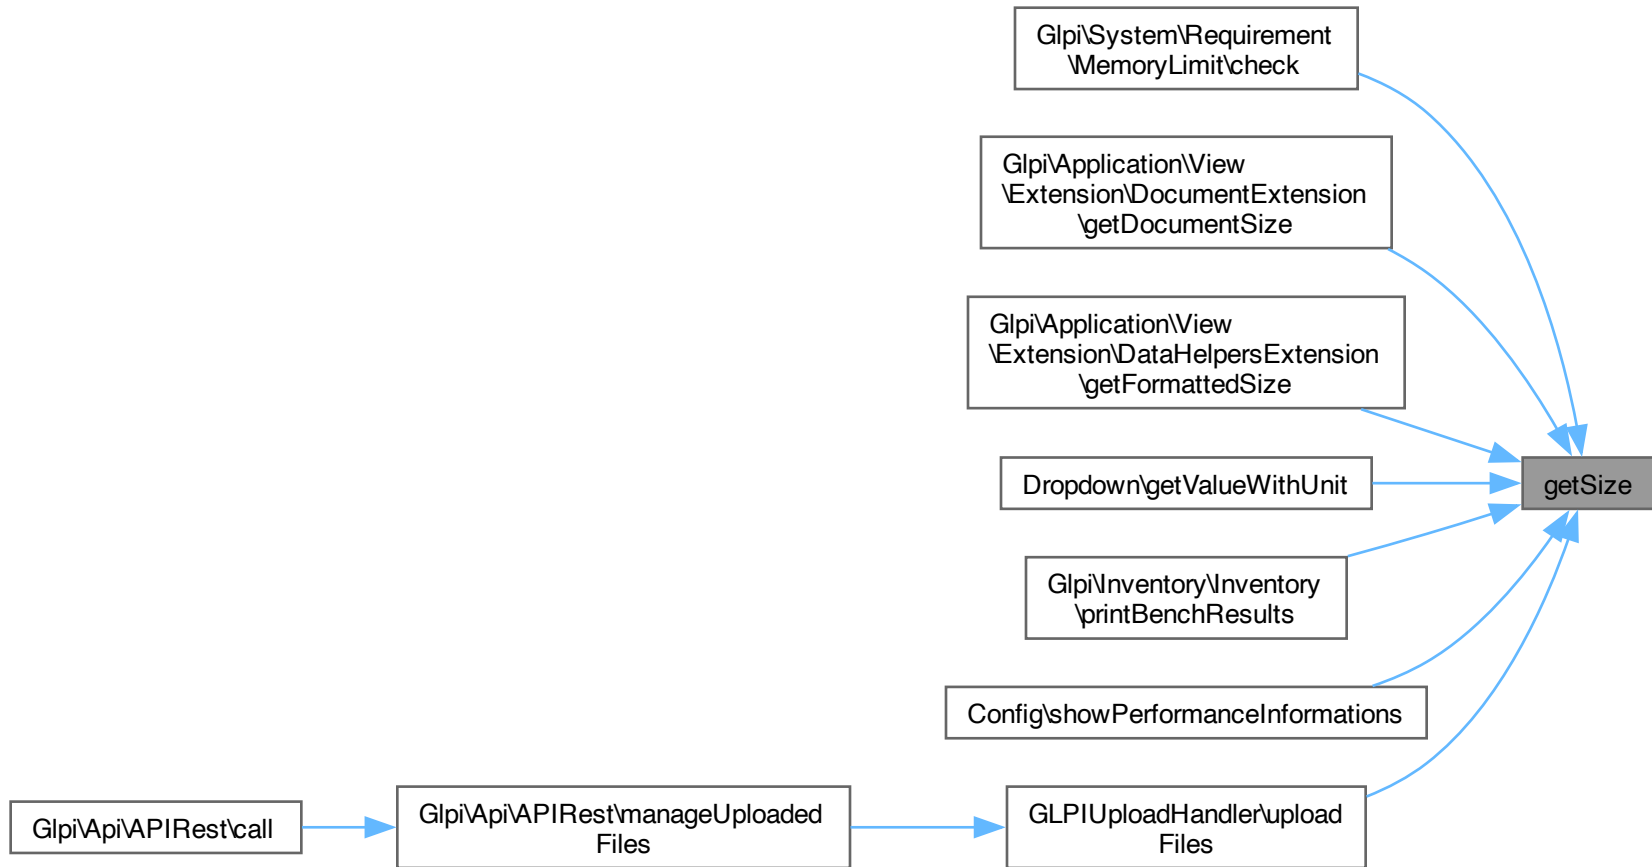 Glpi\System\Requirement
\MemoryLimit\check
Glpi\Application\View
\Extension\DocumentExtension
\getDocumentSize
Glpi\Application\View
\Extension\DataHelpersExtension
\getFormattedSize
Dropdown\getValueWithUnit
getSize
Glpi\Inventory\Inventory
\printBenchResults
Config\showPerformanceInformations
Glpi\Api\APIRest\call
Glpi\Api\APIRest\manageUploaded
Files
GLPIUploadHandler\upload
Files